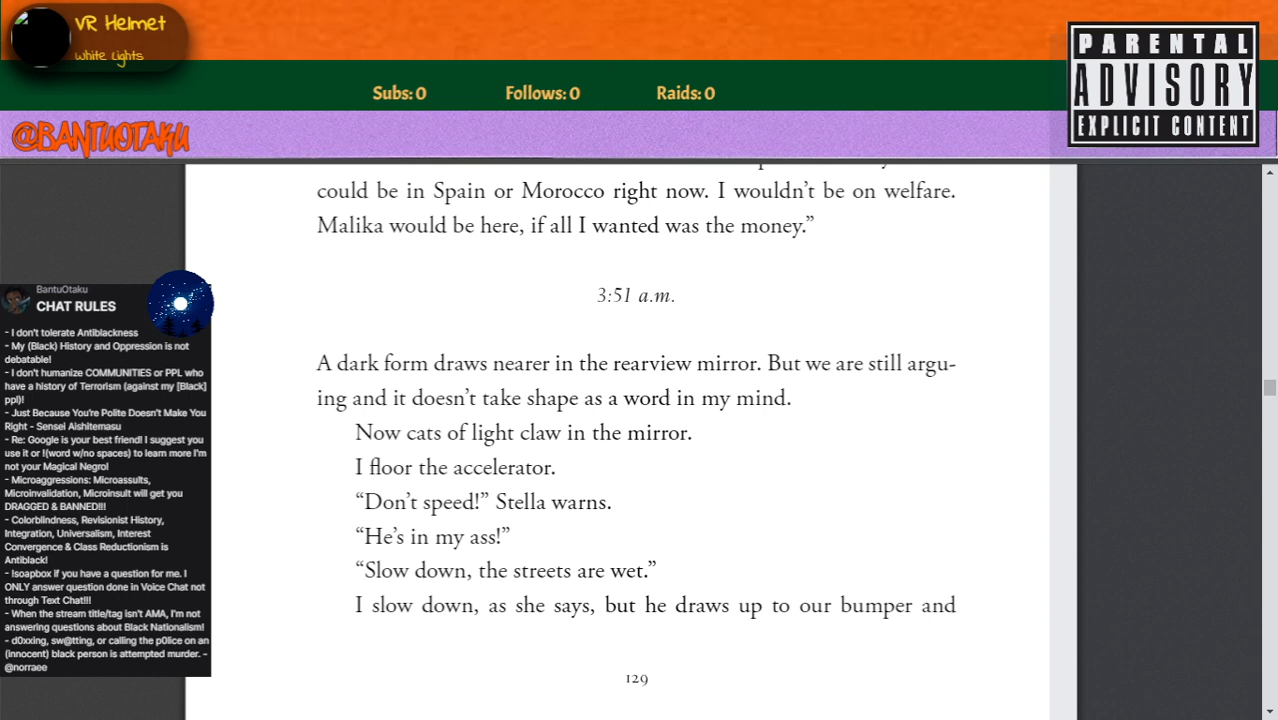 VR Helmet
White Lights
PARENTAL
ADVISORY
EXPLICIT CONTENT
Subs: 0
Follows: 0
Raids: 0
@BANTUOTAKU
could be in Spain or Morocco right now. I wouldn’t be on welfare.
Malika would be here, if all I wanted was the money.”
3:51 a.m.
A dark form draws nearer in the rearview mirror. But we are still argu-
ing and it doesn’t take shape as a word in my mind.
Now cats of light claw in the mirror.
I floor the accelerator.
“Don’t speed!” Stella warns.
“He’s in my ass!”
“Slow down, the streets are wet.”
I slow down, as she says, but he draws up to our bumper and
129
BantuOtaku
CHAT RULES
- I don't tolerate Antiblackness
- My (Black) History and Oppression is not
debatable!
- I don't humanize COMMUNITIES or PPL who
have a history of Terrorism (against my [Black]
ppl)!
- Just Because You're Polite Doesn't Make You
Right - Sensei Aishitemasu
- Re: Google is your best friend! I suggest you
use it or !(word w/no spaces) to learn more I'm
not your Magical Negro!
- Microaggressions: Microassults,
Microinvalidation, Microinsult will get you
DRAGGED & BANNED!!!
- Colorblindness, Revisionist History,
Integration, Universalism, Interest
Convergence & Class Reductionism is
Antiblack!
- !soapbox if you have a question for me. I
ONLY answer question done in Voice Chat not
through Text Chat!!!
- When the stream title/tag isn't AMA, I'm not
answering questions about Black Nationalism!
- d0xxing, sw@tting, or calling the p0lice on an
(innocent) black person is attempted murder. -
@norraee